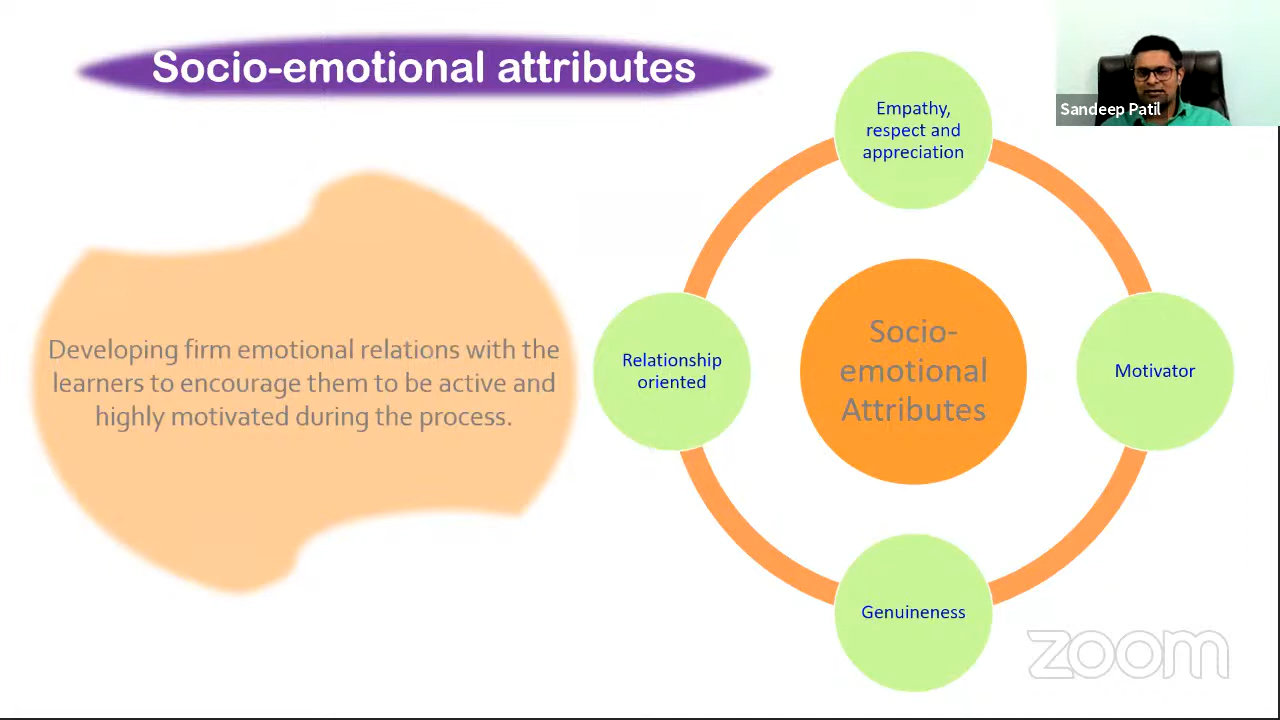 Socio-emotional attributes
Sandeep Patil
Empathy,
respect and
appreciation
Developing firm emotional relations with the
learners to encourage them to be active and
highly motivated during the process.
Relationship
oriented
Socio-
emotional
Attributes
Motivator
Genuineness
zoom